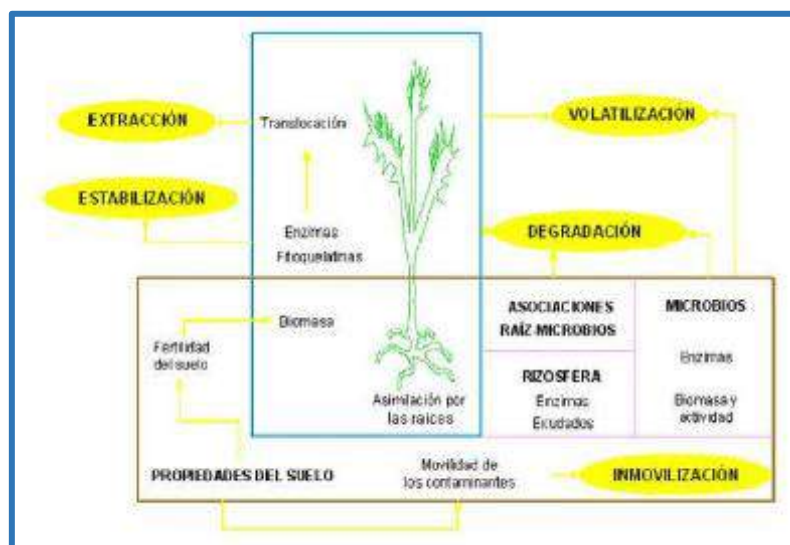 EXTRACCIÓN
Translocación
VOLATILIZACIÓN
ESTABILIZACIÓN
Enzimas
Fitoquelatinas
DEGRADACIÓN
Biomasa
Fertilidad
del suelo
Asimilación por
las raíces
ASOCIACIONES
RAÍZ MICROBIOS
RIZOSFERA
Enzimas
Exudados
MICROBIOS
Enzimas
Biomasa y
actividad
PROPIEDADES DEL SUELO
Movilidad de
los contaminantes
INMOVILIZACIÓN